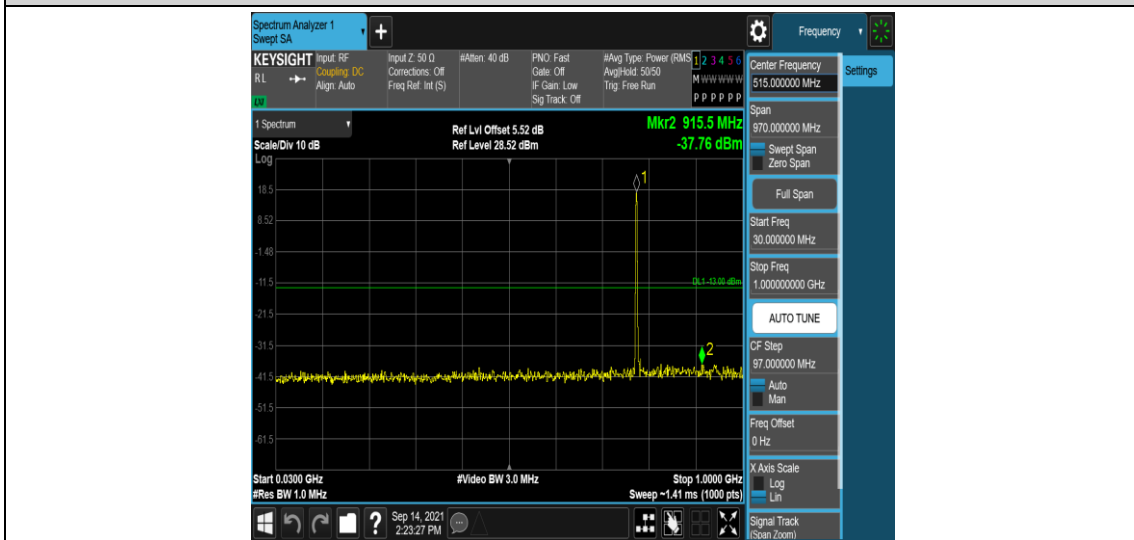 Spectrum Analyzer 1
Swept SA
+
Frequency
KEYSIGHT
RL
LXI
Input: RF
Coupling: DC
Align: Auto
Input Z: 50 Ω
Corrections: Off
Freq Ref: Int (S)
#Atten: 40 dB
PNO: Fast
Gate: Off
IF Gain: Low
Sig Track: Off
#Avg Type: Power (RMS
Avg|Hold: 50/50
Trig: Free Run
1 2 3 4 5 6
M W W W W W
P P P P P P
1 Spectrum
Scale/Div 10 dB
Log
Ref Lvl Offset 5.52 dB
Ref Level 28.52 dBm
Mkr2 915.5 MHz
-37.76 dBm
1
18.5
8.52
-1.48
-11.5
DL1 -13.00 dBm
-21.5
-31.5
2
-41.5
-51.5
-61.5
Start 0.0300 GHz
#Res BW 1.0 MHz
#Video BW 3.0 MHz
Stop 1.0000 GHz
Sweep ~1.41 ms (1000 pts)
?
Sep 14, 2021
2:23:27 PM
Center Frequency
515.000000 MHz
Settings
Span
970.000000 MHz
Swept Span
Zero Span
Full Span
Start Freq
30.000000 MHz
Stop Freq
1.000000000 GHz
AUTO TUNE
CF Step
97.000000 MHz
Auto
Man
Freq Offset
0 Hz
X Axis Scale
Log
Lin
Signal Track
(Span Zoom)